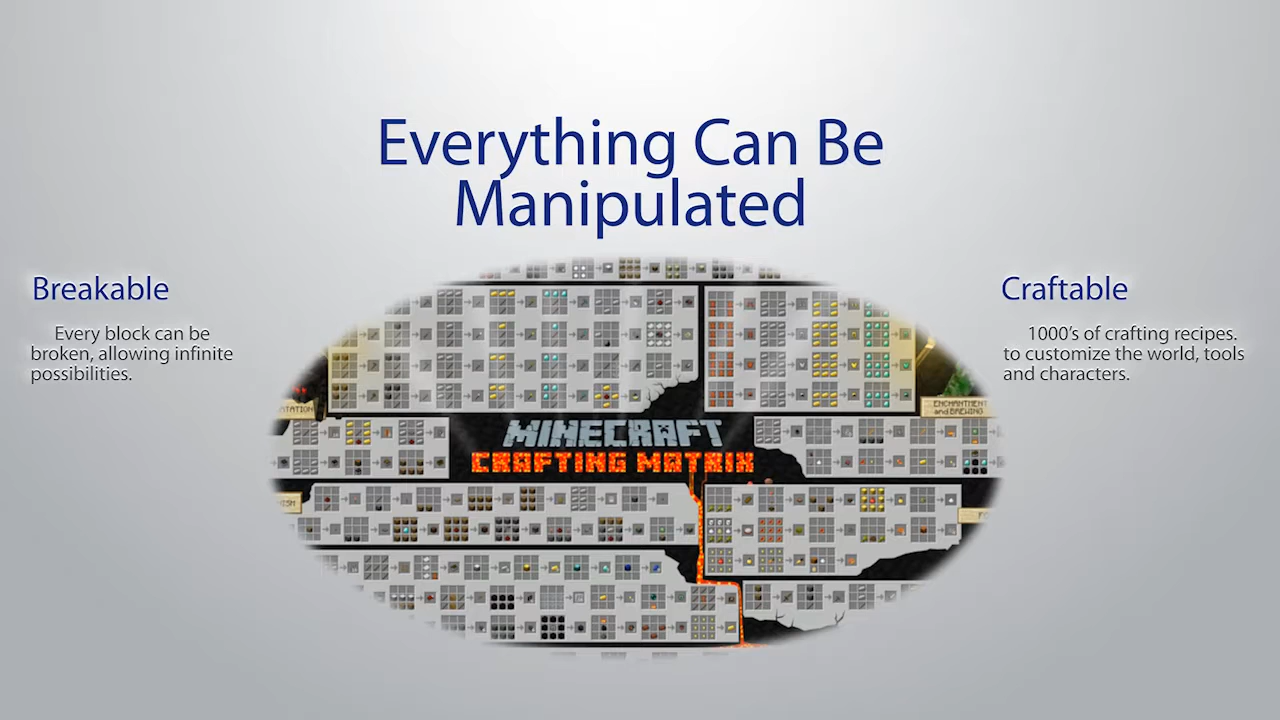 Everything Can Be
Manipulated
Breakable
Every block can be
broken, allowing infinite
possibilities.
Craftable
1000's of crafting recipes.
to customize the world, tools
and characters.
ENCHANTMENT
and BREWING
MINECRAFT
CRAFTING MATRIX